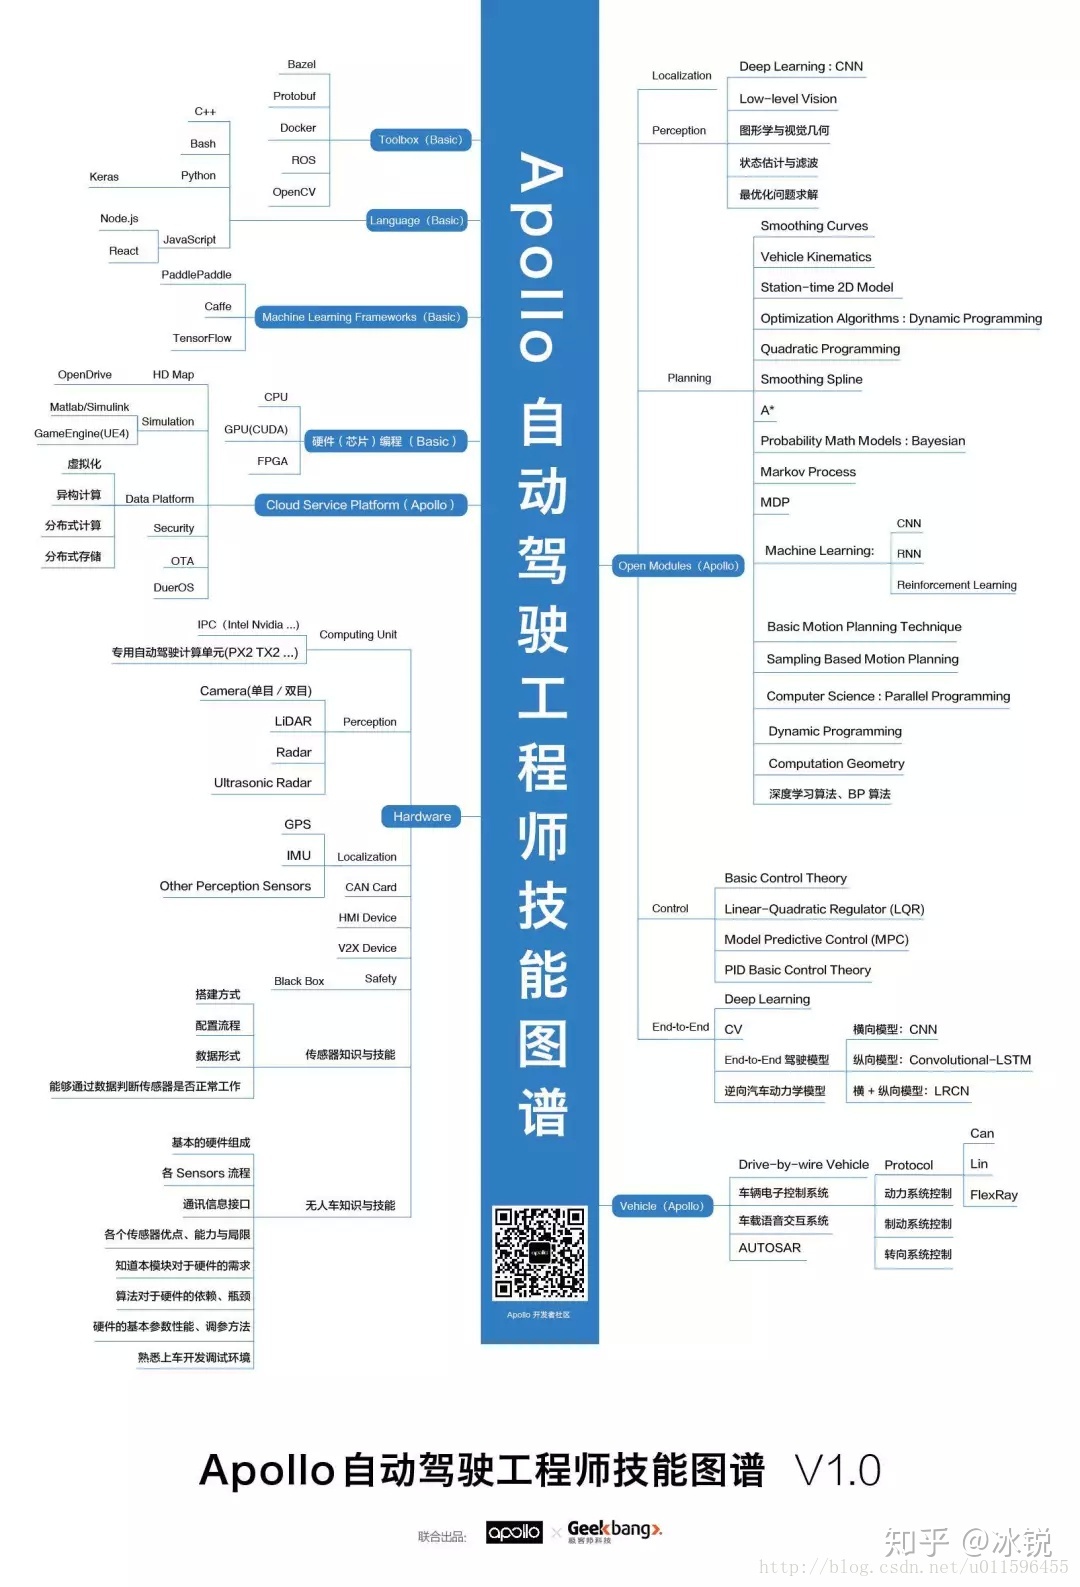 Apollo 自动驾驶工程师技能图谱
Bazel
Protobuf
Docker
ROS
OpenCV
Toolbox（Basic）
C++
Bash
Python
Keras
JavaScript
Node.js
React
Language（Basic）
PaddlePaddle
Caffe
TensorFlow
Machine Learning Frameworks（Basic）
CPU
GPU(CUDA)
FPGA
硬件（芯片）编程（Basic）
HD Map
OpenDrive
Simulation
Matlab/Simulink
GameEngine(UE4)
Data Platform
虚拟化
异构计算
分布式计算
分布式存储
Security
OTA
DuerOS
Cloud Service Platform（Apollo）
Computing Unit
IPC（Intel Nvidia ...)
专用自动驾驶计算单元(PX2 TX2 ...)
Perception
Camera(单目 / 双目)
LiDAR
Radar
Ultrasonic Radar
Hardware
Localization
GPS
IMU
Other Perception Sensors
CAN Card
HMI Device
V2X Device
Safety
Black Box
传感器知识与技能
搭建方式
配置流程
数据形式
能够通过数据判断传感器是否正常工作
无人车知识与技能
基本的硬件组成
各 Sensors 流程
通讯信息接口
各个传感器优点、能力与局限
知道本模块对于硬件的需求
算法对于硬件的依赖、瓶颈
硬件的基本参数性能、调参方法
熟悉上车开发调试环境
Localization
Perception
Deep Learning : CNN
Low-level Vision
图形学与视觉几何
状态估计与滤波
最优化问题求解
Planning
Smoothing Curves
Vehicle Kinematics
Station-time 2D Model
Optimization Algorithms : Dynamic Programming
Quadratic Programming
Smoothing Spline
A*
Probability Math Models : Bayesian
Markov Process
MDP
Machine Learning:
CNN
RNN
Reinforcement Learning
Open Modules（Apollo）
Basic Motion Planning Technique
Sampling Based Motion Planning
Computer Science : Parallel Programming
Dynamic Programming
Computation Geometry
深度学习算法、BP 算法
Control
Basic Control Theory
Linear-Quadratic Regulator (LQR)
Model Predictive Control (MPC)
PID Basic Control Theory
End-to-End
Deep Learning
CV
End-to-End 驾驶模型
逆向汽车动力学模型
横向模型：CNN
纵向模型：Convolutional-LSTM
横 + 纵向模型：LRCN
Vehicle（Apollo）
Drive-by-wire Vehicle
车辆电子控制系统
车载语音交互系统
AUTOSAR
Protocol
动力系统控制
制动系统控制
转向系统控制
Can
Lin
FlexRay
apollo
Apollo 开发者社区
Apollo 自动驾驶工程师技能图谱 V1.0
联合出品:
apollo × Geekbang>.
极客邦科技
知乎 @冰锐
http://blog.csdn.net/u011596455